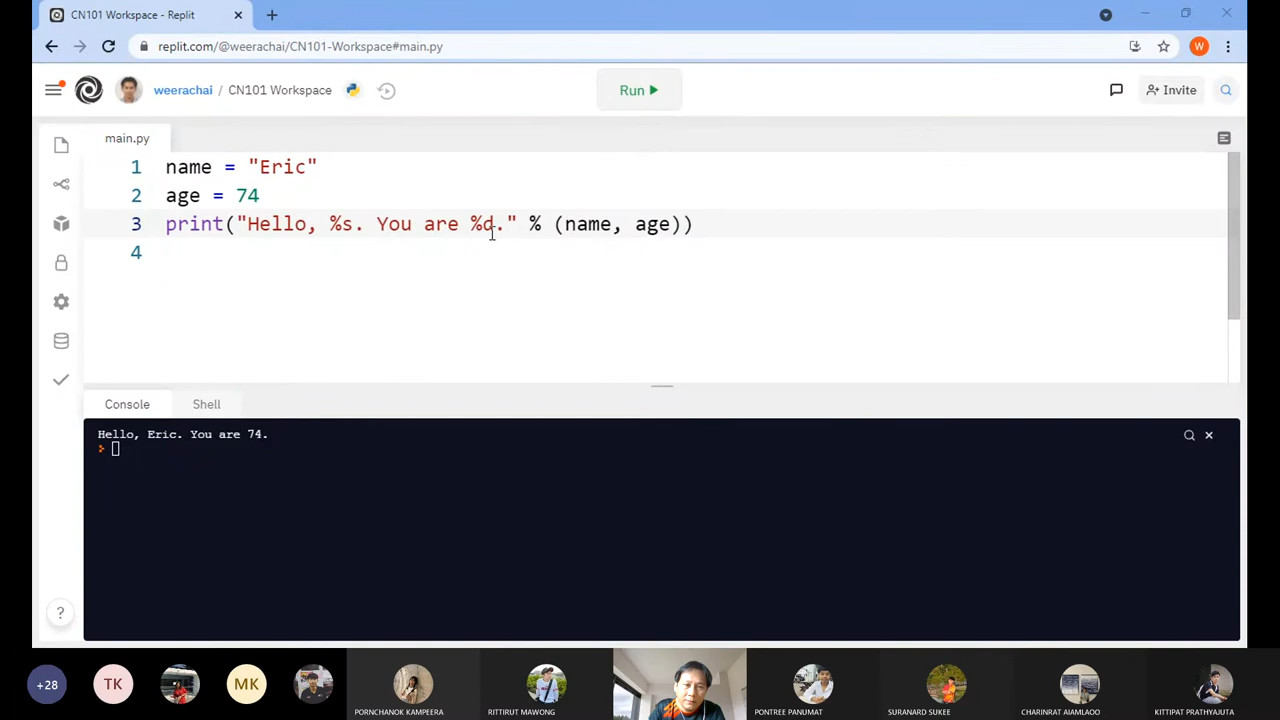 CN101 Workspace - Replit
replit.com/@weerachai/CN101-Workspace#main.py
W
weerachai / CN101 Workspace
Run
Invite
main.py
1 name = "Eric"
2 age = 74
3 print("Hello, %s. You are %d." % (name, age))
4
Console
Shell
Hello, Eric. You are 74.
?
+28
TK
MK
PORNCHANOK KAMPEERA
RITTIRUT MAWONG
PONTREE PANUMAT
SURANARD SUKEE
CHARINRAT AIAMLAOO
KITTIPAT PRATHYAJUTA